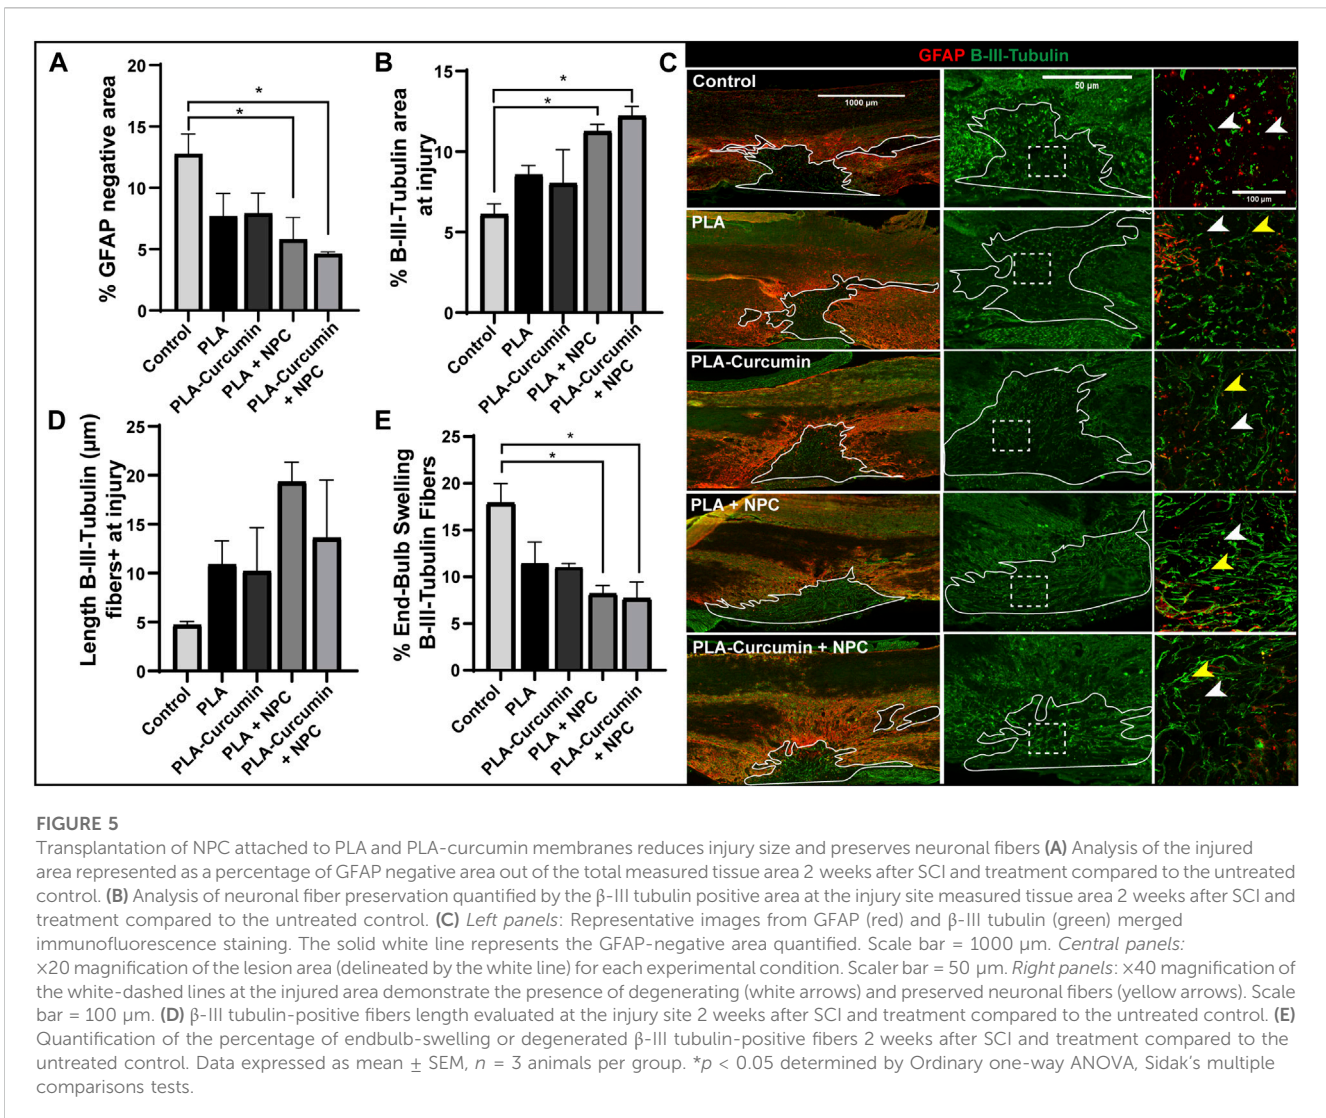 A
% GFAP negative area
20
15
10
5
0
*
*
Control
PLA
PLA-Curcumin
PLA + NPC
PLA-Curcumin
+ NPC
B
% B-III-Tubulin area
at injury
15
10
5
0
*
*
Control
PLA
PLA-Curcumin
PLA + NPC
PLA-Curcumin
+ NPC
C
GFAP B-III-Tubulin
Control
1000 µm
50 µm
100 µm
PLA
PLA-Curcumin
PLA + NPC
PLA-Curcumin + NPC
D
Length B-III-Tubulin (µm)
fibers+ at injury
25
20
15
10
5
0
Control
PLA
PLA-Curcumin
PLA + NPC
PLA-Curcumin
+ NPC
E
% End-Bulb Swelling
B-III-Tubulin Fibers
25
20
15
10
5
0
*
*
Control
PLA
PLA-Curcumin
PLA + NPC
PLA-Curcumin
+ NPC
FIGURE 5
Transplantation of NPC attached to PLA and PLA-curcumin membranes reduces injury size and preserves neuronal fibers (A) Analysis of the injured
area represented as a percentage of GFAP negative area out of the total measured tissue area 2 weeks after SCI and treatment compared to the untreated
control. (B) Analysis of neuronal fiber preservation quantified by the β-III tubulin positive area at the injury site measured tissue area 2 weeks after SCI and
treatment compared to the untreated control. (C) Left panels: Representative images from GFAP (red) and β-III tubulin (green) merged
immunofluorescence staining. The solid white line represents the GFAP-negative area quantified. Scale bar = 1000 µm. Central panels:
×20 magnification of the lesion area (delineated by the white line) for each experimental condition. Scaler bar = 50 µm. Right panels: ×40 magnification of
the white-dashed lines at the injured area demonstrate the presence of degenerating (white arrows) and preserved neuronal fibers (yellow arrows). Scale
bar = 100 µm. (D) β-III tubulin-positive fibers length evaluated at the injury site 2 weeks after SCI and treatment compared to the untreated control. (E)
Quantification of the percentage of endbulb-swelling or degenerated β-III tubulin-positive fibers 2 weeks after SCI and treatment compared to the
untreated control. Data expressed as mean ± SEM, n = 3 animals per group. *p < 0.05 determined by Ordinary one-way ANOVA, Sidak's multiple
comparisons tests.